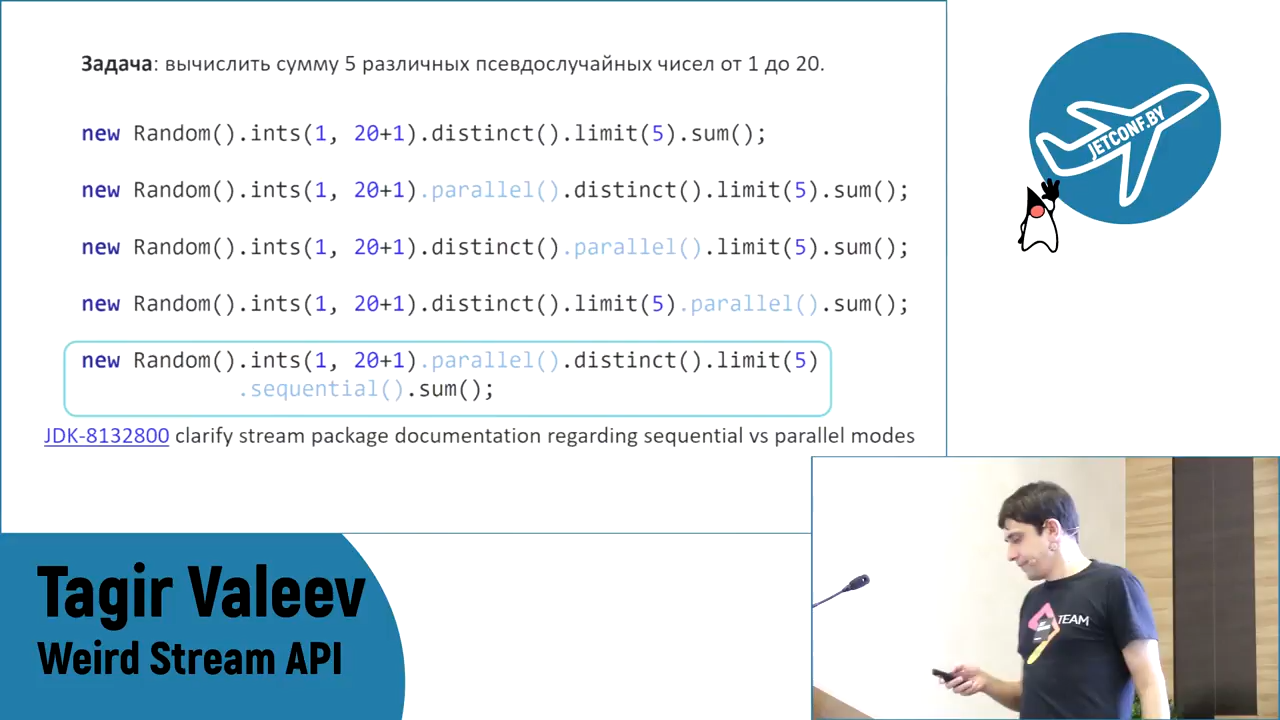 Задача: вычислить сумму 5 различных псевдослучайных чисел от 1 до 20.
new Random().ints(1, 20+1).distinct().limit(5).sum();
new Random().ints(1, 20+1).parallel().distinct().limit(5).sum();
new Random().ints(1, 20+1).distinct().parallel().limit(5).sum();
new Random().ints(1, 20+1).distinct().limit(5).parallel().sum();
new Random().ints(1, 20+1).parallel().distinct().limit(5)
.sequential().sum();
JDK-8132800 clarify stream package documentation regarding sequential vs parallel modes
JETCONF.BY
Tagir Valeev
Weird Stream API
TEAM